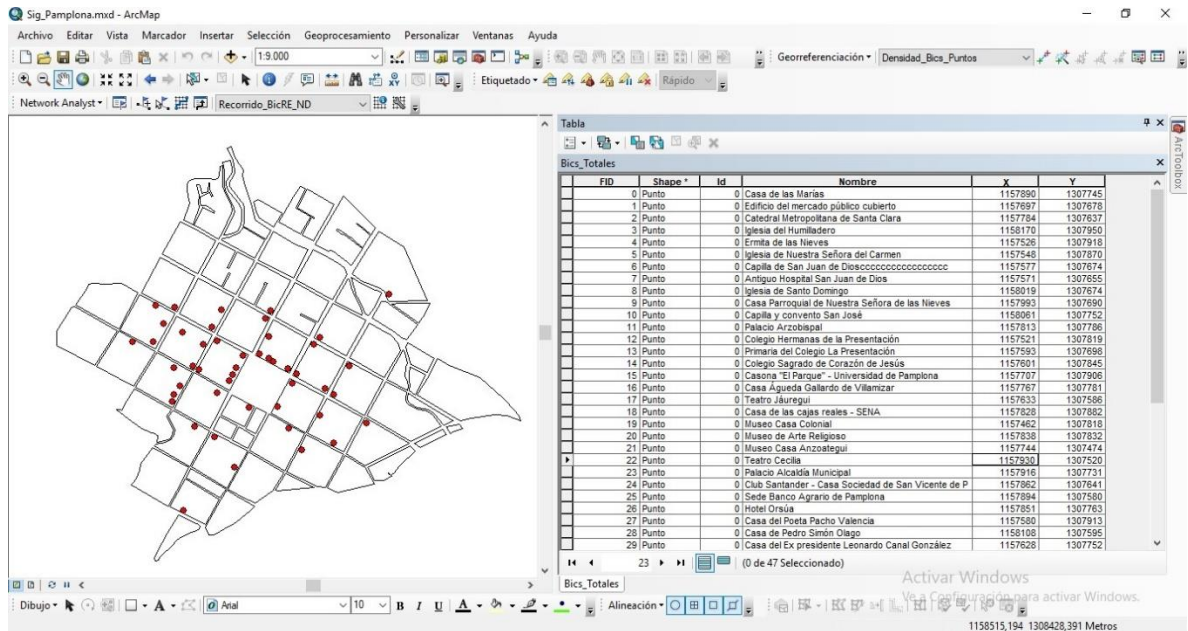 Sig_Pamplona.mxd - ArcMap
Archivo Editar Vista Marcador Insertar Selección Geoprocesamiento Personalizar Ventanas Ayuda
1:9.000 Georreferenciación Densidad_Bics_Puntos
Etiquetado Rápido
Network Analyst Recorrido_BicRE_ND
Tabla
ArcToolbox
Bics_Totales
FID Shape * Id Nombre X Y
0 Punto 0 Casa de las Marías 1157890 1307745
1 Punto 0 Edificio del mercado público cubierto 1157697 1307678
2 Punto 0 Catedral Metropolitana de Santa Clara 1157784 1307637
3 Punto 0 Iglesia del Humilladero 1158170 1307950
4 Punto 0 Ermita de las Nieves 1157526 1307918
5 Punto 0 Iglesia de Nuestra Señora del Carmen 1157548 1307870
6 Punto 0 Capilla de San Juan de Dioscccccccccccccccccc 1157577 1307674
7 Punto 0 Antiguo Hospital San Juan de Dios 1157571 1307655
8 Punto 0 Iglesia de Santo Domingo 1158019 1307674
9 Punto 0 Casa Parroquial de Nuestra Señora de las Nieves 1157993 1307690
10 Punto 0 Capilla y convento San José 1158061 1307752
11 Punto 0 Palacio Arzobispal 1157813 1307786
12 Punto 0 Colegio Hermanas de la Presentación 1157521 1307819
13 Punto 0 Primaria del Colegio La Presentación 1157593 1307698
14 Punto 0 Colegio Sagrado de Corazón de Jesús 1157601 1307845
15 Punto 0 Casona "El Parque" - Universidad de Pamplona 1157707 1307906
16 Punto 0 Casa Águeda Gallardo de Villamizar 1157767 1307781
17 Punto 0 Teatro Jáuregui 1157633 1307586
18 Punto 0 Casa de las cajas reales - SENA 1157828 1307882
19 Punto 0 Museo Casa Colonial 1157462 1307818
20 Punto 0 Museo de Arte Religioso 1157838 1307832
21 Punto 0 Museo Casa Anzoategui 1157744 1307474
22 Punto 0 Teatro Cecilia 1157930 1307520
23 Punto 0 Palacio Alcaldía Municipal 1157916 1307731
24 Punto 0 Club Santander - Casa Sociedad de San Vicente de P 1157862 1307641
25 Punto 0 Sede Banco Agrario de Pamplona 1157894 1307580
26 Punto 0 Hotel Orsúa 1157851 1307763
27 Punto 0 Casa del Poeta Pacho Valencia 1157580 1307913
28 Punto 0 Casa de Pedro Simón Olago 1158108 1307595
29 Punto 0 Casa del Ex presidente Leonardo Canal González 1157628 1307752
23 (0 de 47 Seleccionado)
Bics_Totales
Activar Windows
Ve a Configuración para activar Windows.
Dibujo A Arial 10 B I U A Alineación
1158515,194 1308428,391 Metros